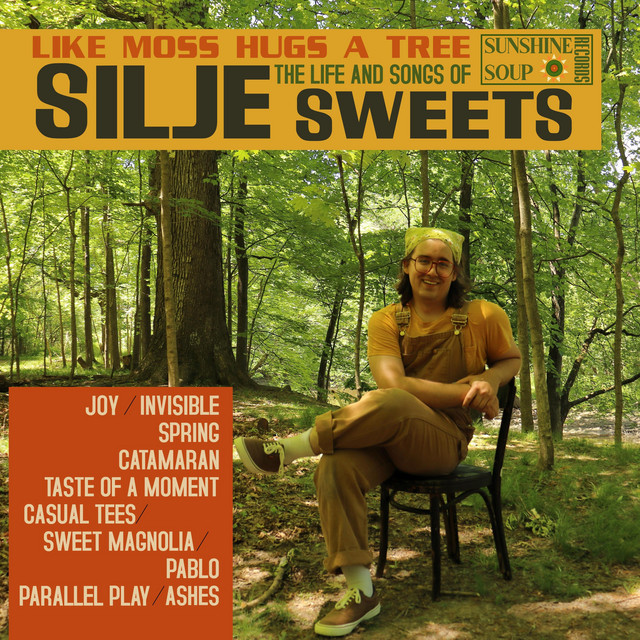 LIKE MOSS HUGS A TREE
SUNSHINE
SOUP
RECORDS
THE LIFE AND SONGS OF
SILJE SWEETS
JOY / INVISIBLE
SPRING
CATAMARAN
TASTE OF A MOMENT
CASUAL TEES/
SWEET MAGNOLIA/
PABLO
PARALLEL PLAY/ASHES